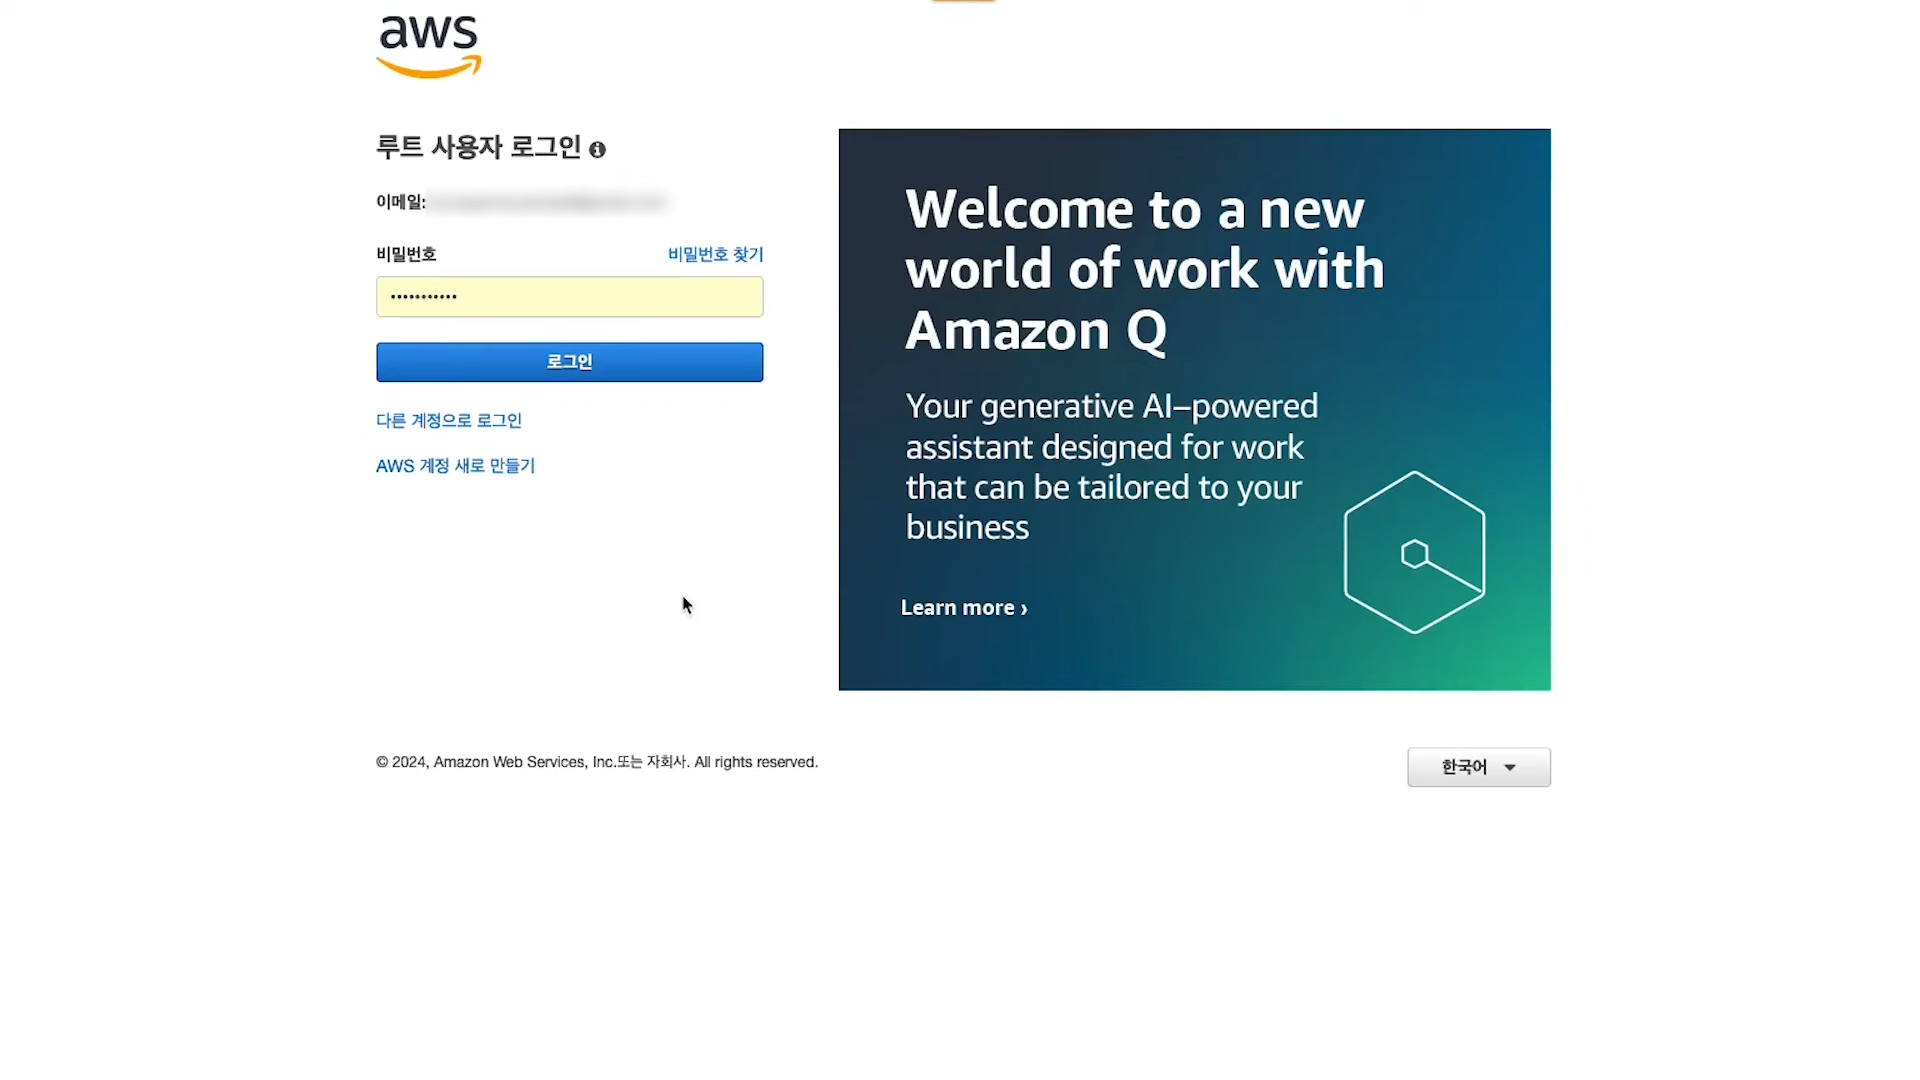 aws
루트 사용자 로그인
이메일:
비밀번호 비밀번호 찾기
•••••••••••
로그인
다른 계정으로 로그인
AWS 계정 새로 만들기
Welcome to a new
world of work with
Amazon Q
Your generative AI–powered
assistant designed for work
that can be tailored to your
business
Learn more ›
© 2024, Amazon Web Services, Inc.또는 자회사. All rights reserved.
한국어